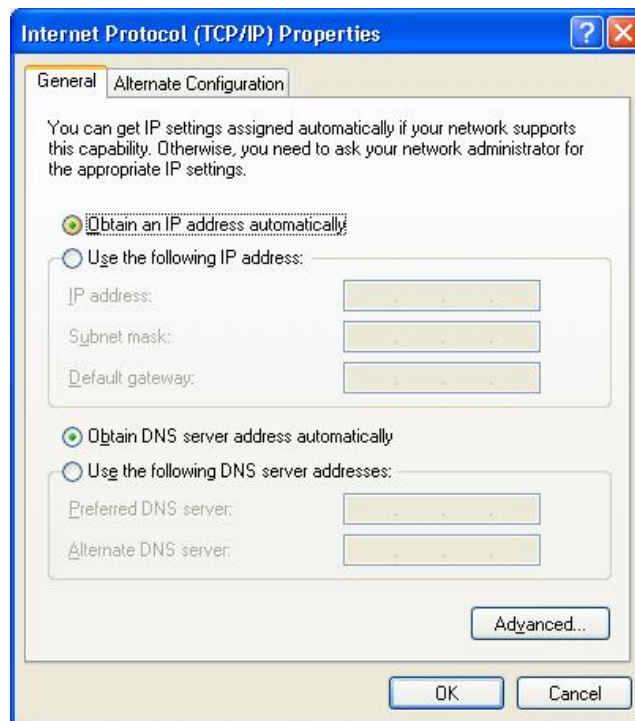 Internet Protocol (TCP/IP) Properties
General
Alternate Configuration
You can get IP settings assigned automatically if your network supports
this capability. Otherwise, you need to ask your network administrator for
the appropriate IP settings.
Obtain an IP address automatically
Use the following IP address:
IP address:
Subnet mask:
Default gateway:
Obtain DNS server address automatically
Use the following DNS server addresses:
Preferred DNS server:
Alternate DNS server:
Advanced...
OK
Cancel